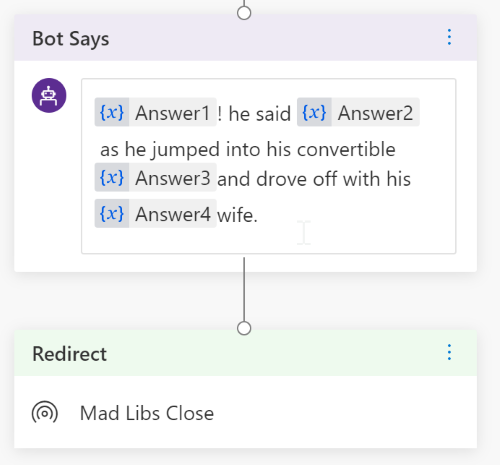 Bot Says
{x} Answer1 ! he said {x} Answer2
as he jumped into his convertible
{x} Answer3 and drove off with his
{x} Answer4 wife.
Redirect
Mad Libs Close